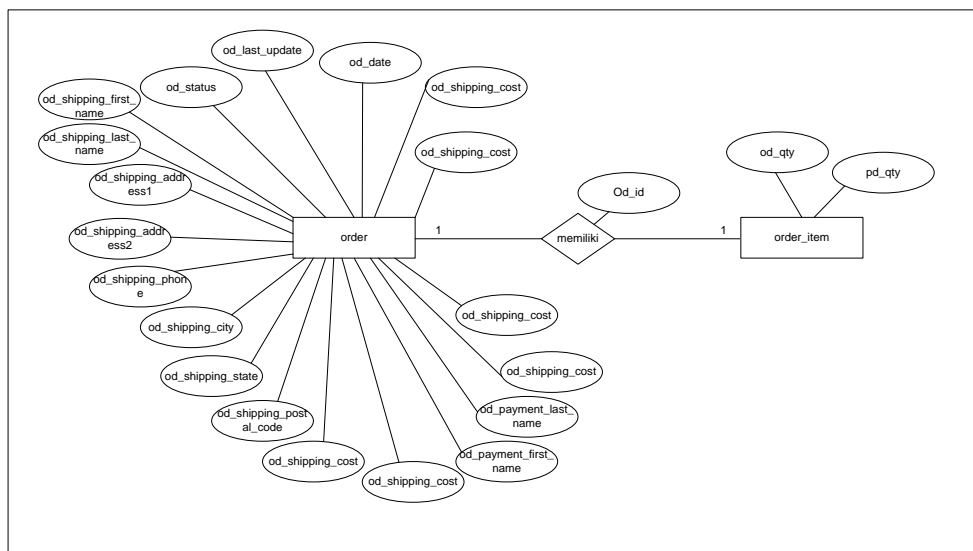 od_last_update
od_date
od_status
od_shipping_cost
od_shipping_first_
name
od_shipping_last_
name
od_shipping_cost
od_qty
pd_qty
od_shipping_addr
ess1
Od_id
od_shipping_addr
ess2
order
1
memiliki
1
order_item
od_shipping_phon
e
od_shipping_city
od_shipping_cost
od_shipping_state
od_shipping_cost
od_shipping_post
al_code
od_payment_last_
name
od_shipping_cost
od_payment_first_
name
od_shipping_cost